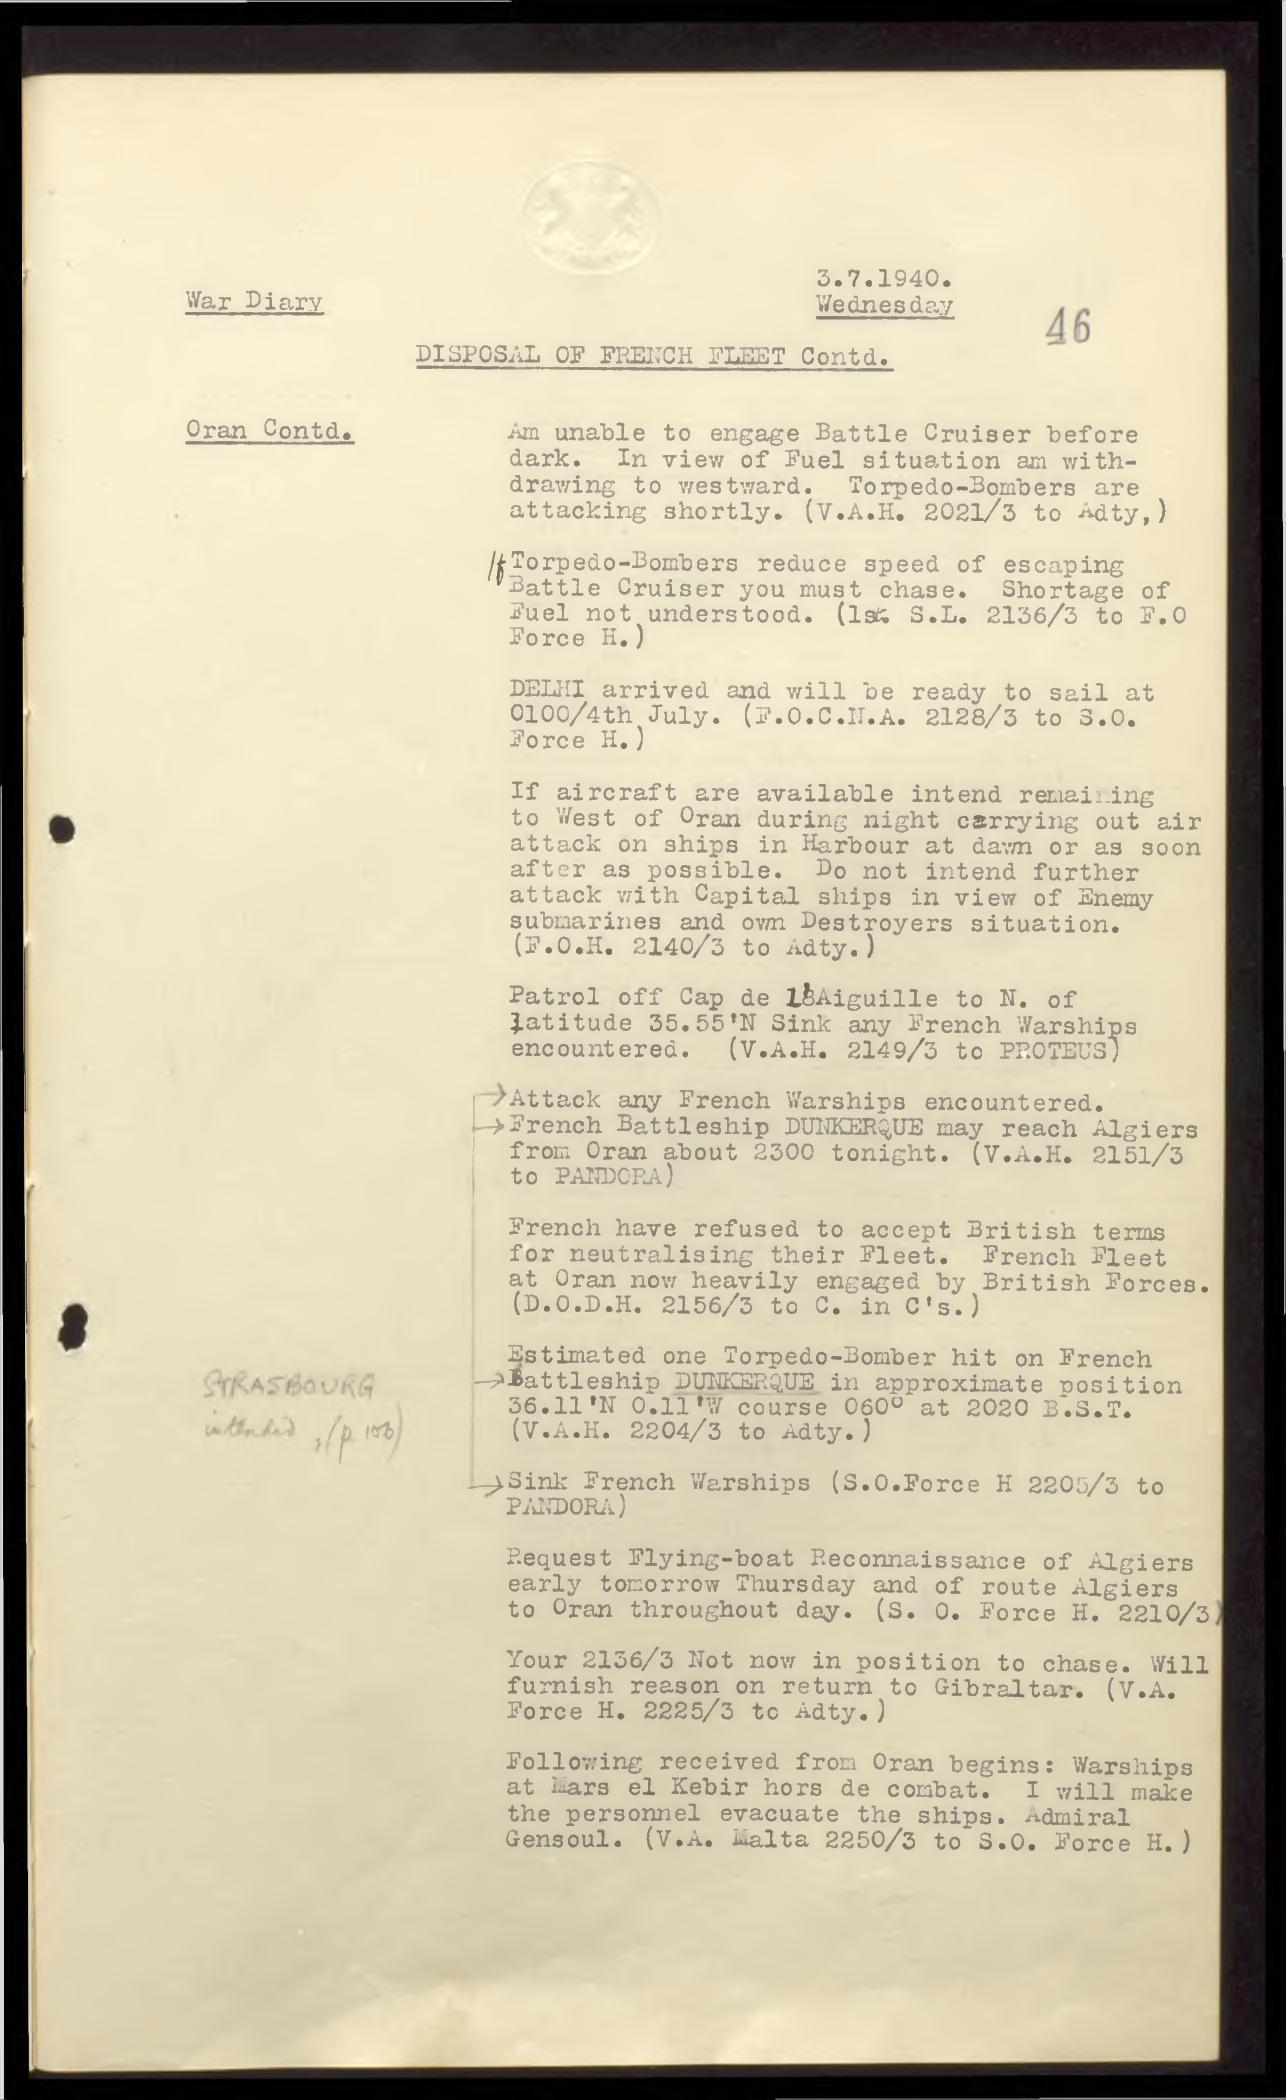 3.7.1940.
War Diary
Wednesday
46
DISPOSAL OF FRENCH FLEET Contd.
Oran Contd.
Am unable to engage Battle Cruiser before
dark. In view of Fuel situation am with-
drawing to westward. Torpedo-Bombers are
attacking shortly. (V.A.H. 2021/3 to Adty,)
If Torpedo-Bombers reduce speed of escaping
Battle Cruiser you must chase. Shortage of
Fuel not understood. (1st. S.L. 2136/3 to F.O
Force H.)
DELHI arrived and will be ready to sail at
0100/4th July. (F.O.C.N.A. 2128/3 to S.O.
Force H.)
If aircraft are available intend remaining
to West of Oran during night carrying out air
attack on ships in Harbour at dawn or as soon
after as possible. Do not intend further
attack with Capital ships in view of Enemy
submarines and own Destroyers situation.
(F.O.H. 2140/3 to Adty.)
Patrol off Cap de l'Aiguille to N. of
latitude 35.55'N Sink any French Warships
encountered. (V.A.H. 2149/3 to PROTEUS)
Attack any French Warships encountered.
French Battleship DUNKERQUE may reach Algiers
from Oran about 2300 tonight. (V.A.H. 2151/3
to PANDORA)
French have refused to accept British terms
for neutralising their Fleet. French Fleet
at Oran now heavily engaged by British Forces.
(D.O.D.H. 2156/3 to C. in C's.)
Estimated one Torpedo-Bomber hit on French
Battleship DUNKERQUE in approximate position
36.11'N 0.11'W course 060° at 2020 B.S.T.
(V.A.H. 2204/3 to Adty.)
STRASBOURG
intended, (p 106)
Sink French Warships (S.O.Force H 2205/3 to
PANDORA)
Request Flying-boat Reconnaissance of Algiers
early tomorrow Thursday and of route Algiers
to Oran throughout day. (S. O. Force H. 2210/3)
Your 2136/3 Not now in position to chase. Will
furnish reason on return to Gibraltar. (V.A.
Force H. 2225/3 to Adty.)
Following received from Oran begins: Warships
at Mars el Kebir hors de combat. I will make
the personnel evacuate the ships. Admiral
Gensoul. (V.A. Malta 2250/3 to S.O. Force H.)